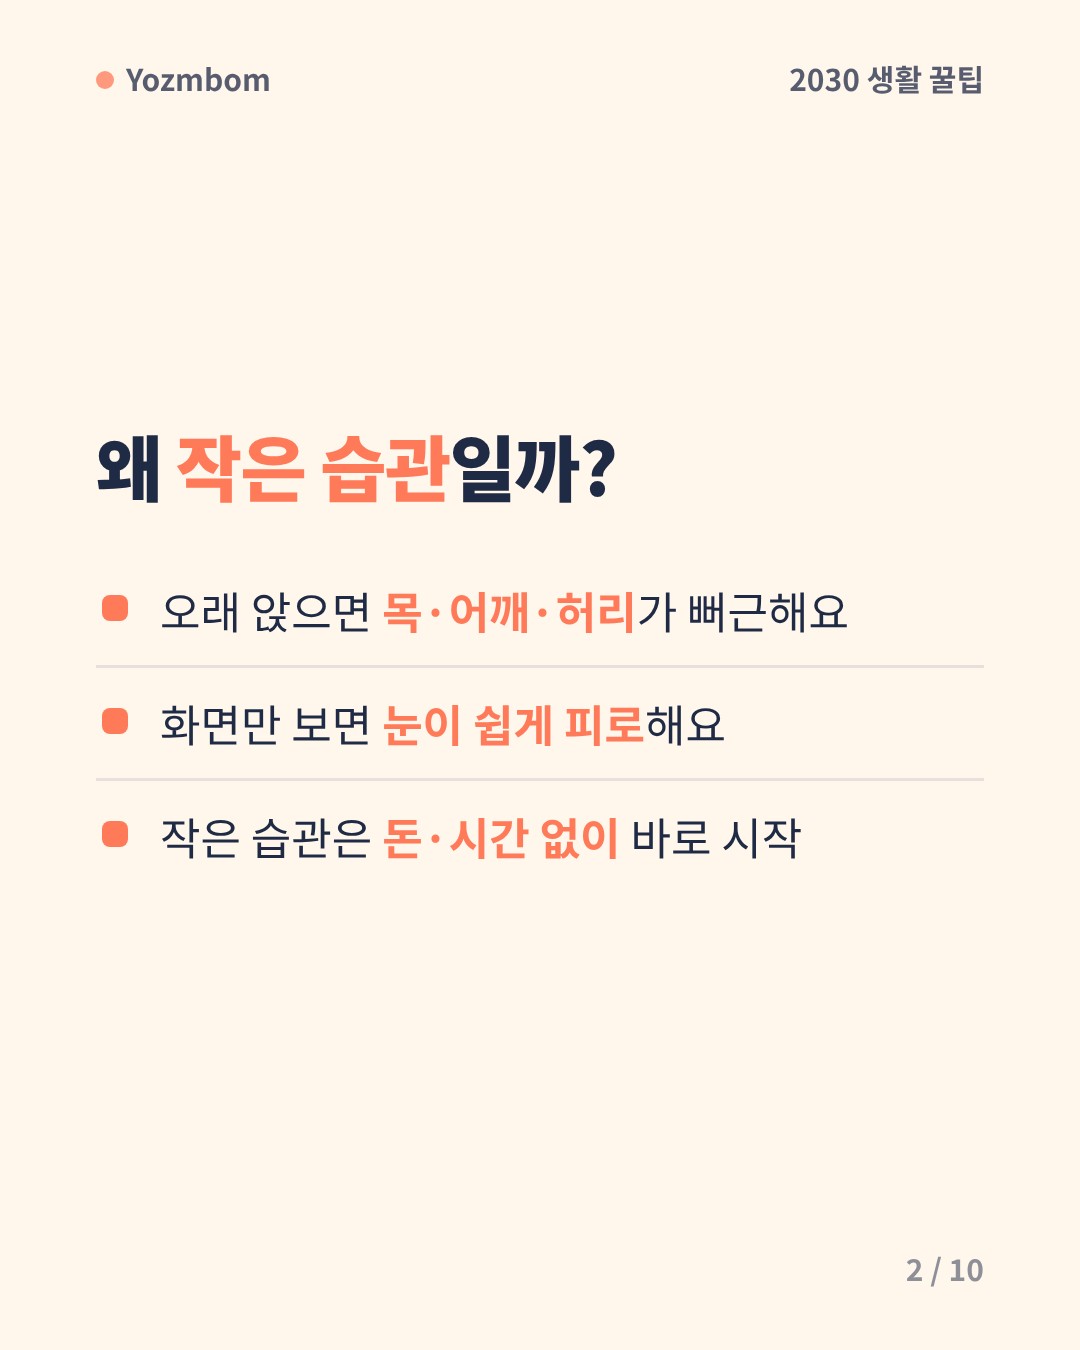 Yozmbom
2030 생활 꿀팁
왜 작은 습관일까?
오래 앉으면 목·어깨·허리가 뻐근해요
화면만 보면 눈이 쉽게 피로해요
작은 습관은 돈·시간 없이 바로 시작
2 / 10